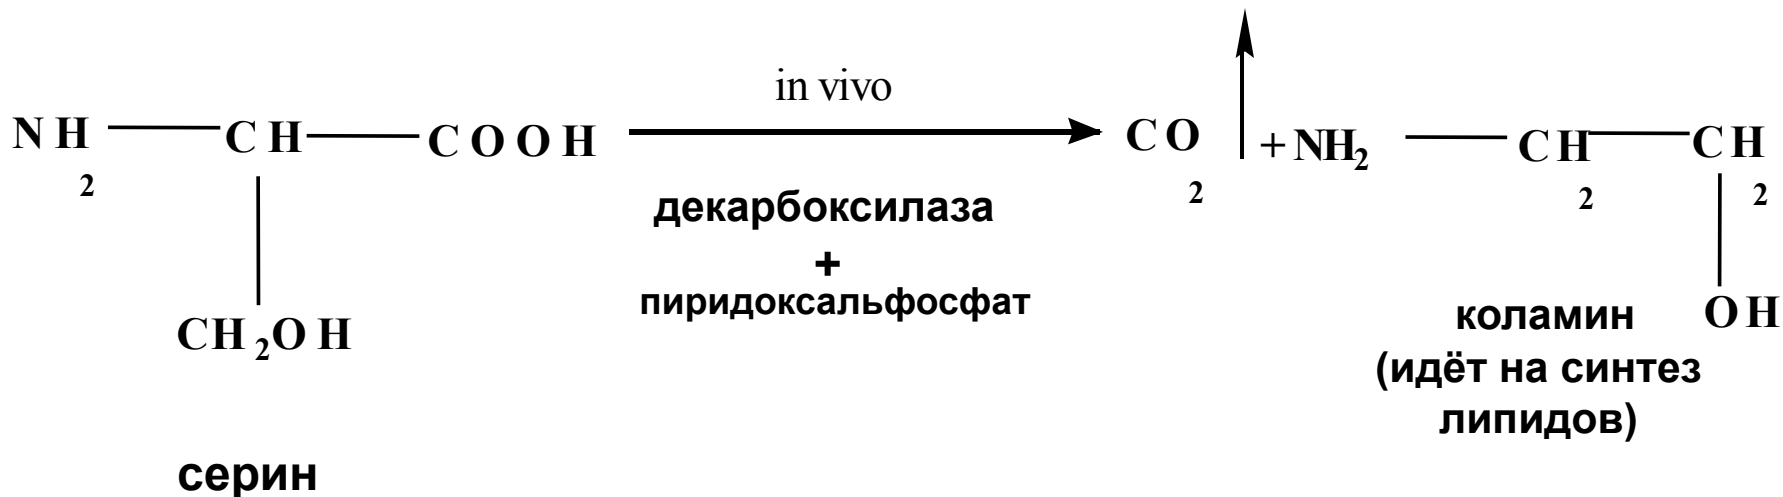 in vivo
NH2 CH COOH CO2 + NH2 CH2 CH2
декарбоксилаза
+
пиридоксальфосфат
CH2OH
OH
коламин
(идёт на синтез
липидов)
серин